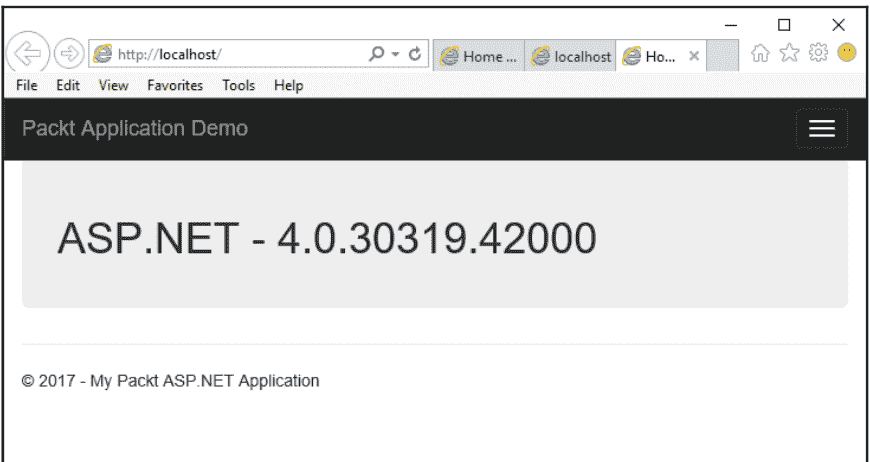 http://localhost/
Home ...
localhost
Ho...
File Edit View Favorites Tools Help
Packt Application Demo
ASP.NET - 4.0.30319.42000
© 2017 - My Packt ASP.NET Application